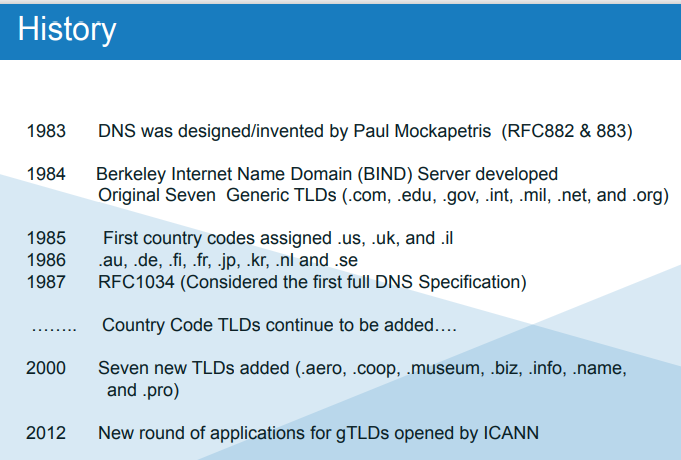 History
1983 DNS was designed/invented by Paul Mockapetris (RFC882 & 883)
1984 Berkeley Internet Name Domain (BIND) Server developed
Original Seven Generic TLDs (.com, .edu, .gov, .int, .mil, .net, and .org)
1985 First country codes assigned .us, .uk, and .il
1986 .au, .de, .fi, .fr, .jp, .kr, .nl and .se
1987 RFC1034 (Considered the first full DNS Specification)
........ Country Code TLDs continue to be added....
2000 Seven new TLDs added (.aero, .coop, .museum, .biz, .info, .name,
and .pro)
2012 New round of applications for gTLDs opened by ICANN